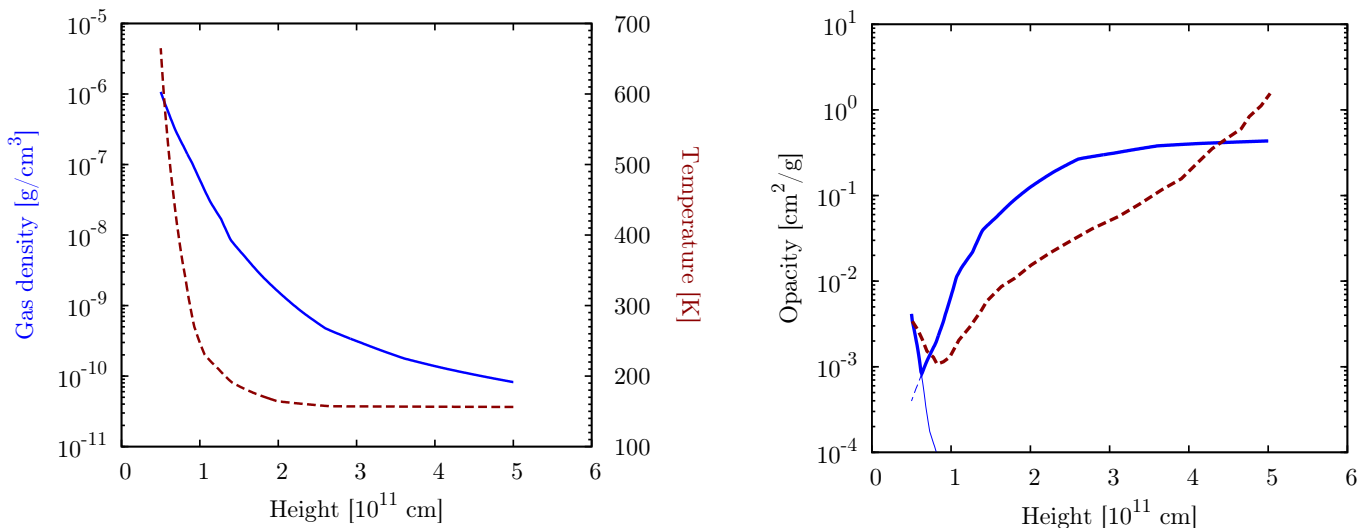 10^-5
10^-6
10^-7
10^-8
10^-9
10^-10
10^-11
Gas density [g/cm^3]
0 1 2 3 4 5 6
Height [10^11 cm]
700
600
500
400
300
200
100
Temperature [K]
10^1
10^0
10^-1
10^-2
10^-3
10^-4
Opacity [cm^2/g]
0 1 2 3 4 5 6
Height [10^11 cm]